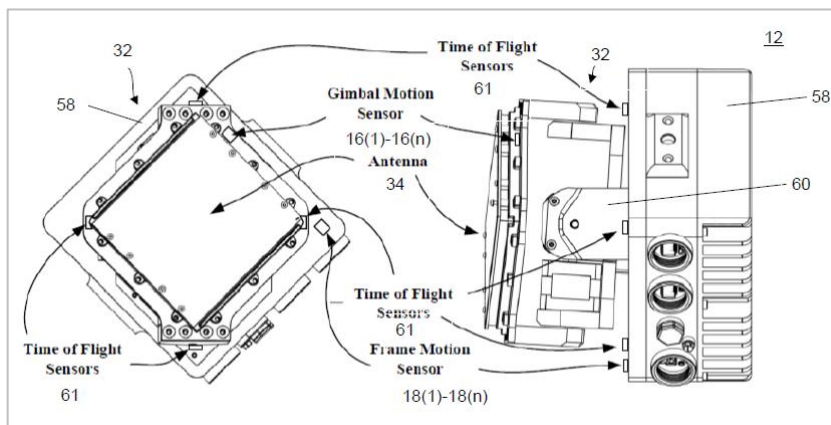 12
32
58
Time of Flight
Sensors
61
32
58
Gimbal Motion
Sensor
16(1)-16(n)
Antenna
34
60
Time of Flight
Sensors
61
Time of Flight
Sensors
61
Frame Motion
Sensor
18(1)-18(n)